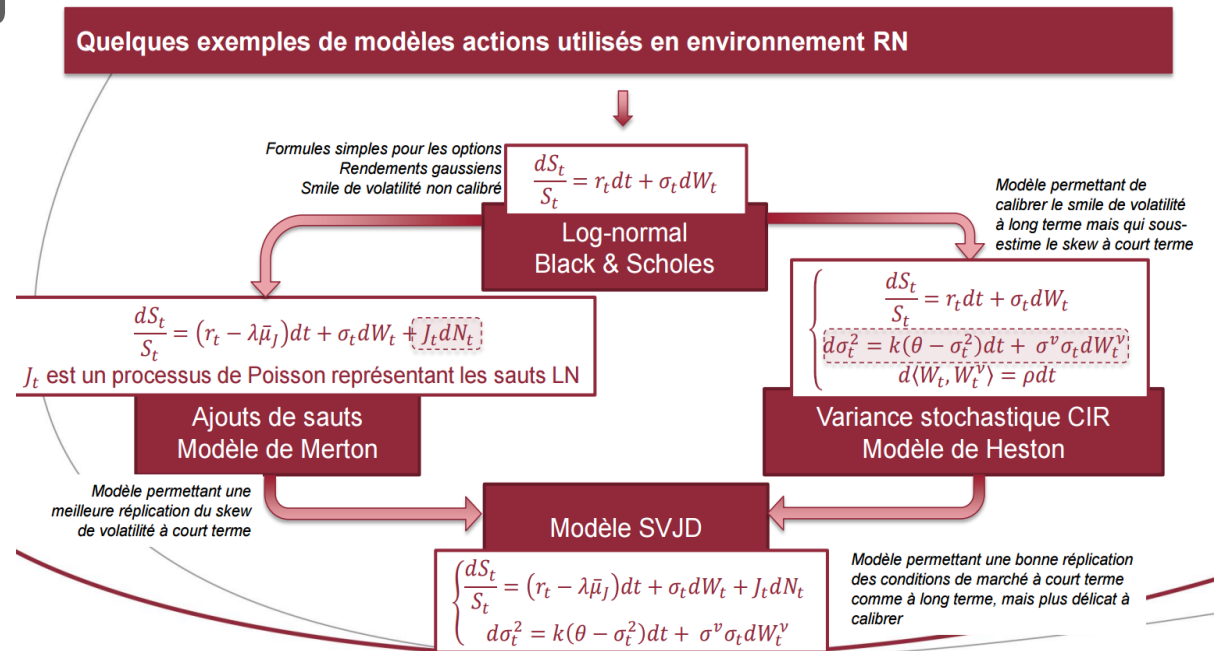 Quelques exemples de modèles actions utilisés en environnement RN
Formules simples pour les options
Rendements gaussiens
Smile de volatilité non calibré
dS_t/S_t = r_t dt + σ_t dW_t
Log-normal
Black & Scholes
Modèle permettant de
calibrer le smile de volatilité
à long terme mais qui sous-
estime le skew à court terme
dS_t/S_t = (r_t − λμ̄_J)dt + σ_t dW_t + J_t dN_t
J_t est un processus de Poisson représentant les sauts LN
Ajouts de sauts
Modèle de Merton
dS_t/S_t = r_t dt + σ_t dW_t
dσ_t^2 = k(θ − σ_t^2)dt + σ^v σ_t dW_t^ν
d⟨W_t, W_t^ν⟩ = ρdt
Variance stochastique CIR
Modèle de Heston
Modèle permettant une
meilleure réplication du skew
de volatilité à court terme
Modèle SVJD
dS_t/S_t = (r_t − λμ̄_J)dt + σ_t dW_t + J_t dN_t
dσ_t^2 = k(θ − σ_t^2)dt + σ^v σ_t dW_t^ν
Modèle permettant une bonne réplication
des conditions de marché à court terme
comme à long terme, mais plus délicat à
calibrer